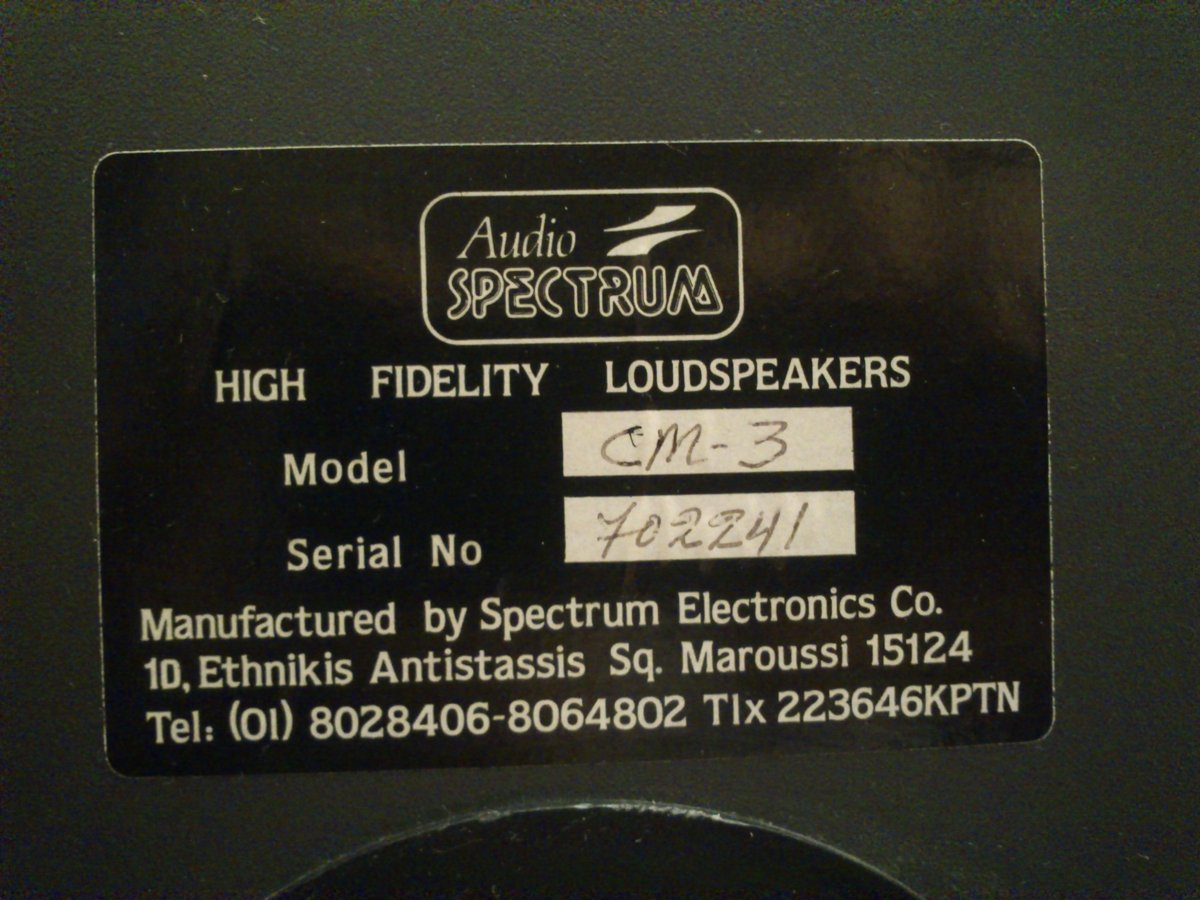 Audio
SPECTRUM
HIGH FIDELITY LOUDSPEAKERS
Model CM-3
Serial No 702241
Manufactured by Spectrum Electronics Co.
1D, Ethnikis Antistassis Sq. Maroussi 15124
Tel: (01) 8028406-8064802 Tlx 223646KPTN